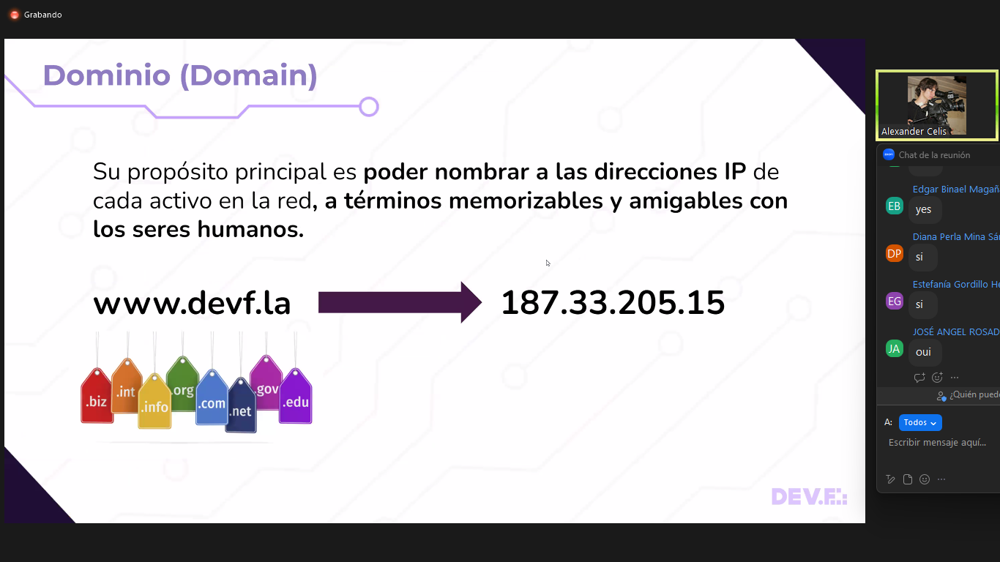 Grabando
Dominio (Domain)
Su propósito principal es poder nombrar a las direcciones IP de
cada activo en la red, a términos memorizables y amigables con
los seres humanos.
www.devf.la
187.33.205.15
.biz
.int
.info
.org
.com
.net
.gov
.edu
DEV.F.:
Alexander Celis
Chat de la reunión
Edgar Binael Magañ
EB
yes
Diana Perla Mina Sá
DP
si
Estefanía Gordillo He
EG
si
JOSÉ ANGEL ROSAD
JA
oui
¿Quién pued
A:
Todos
Escribir mensaje aquí...